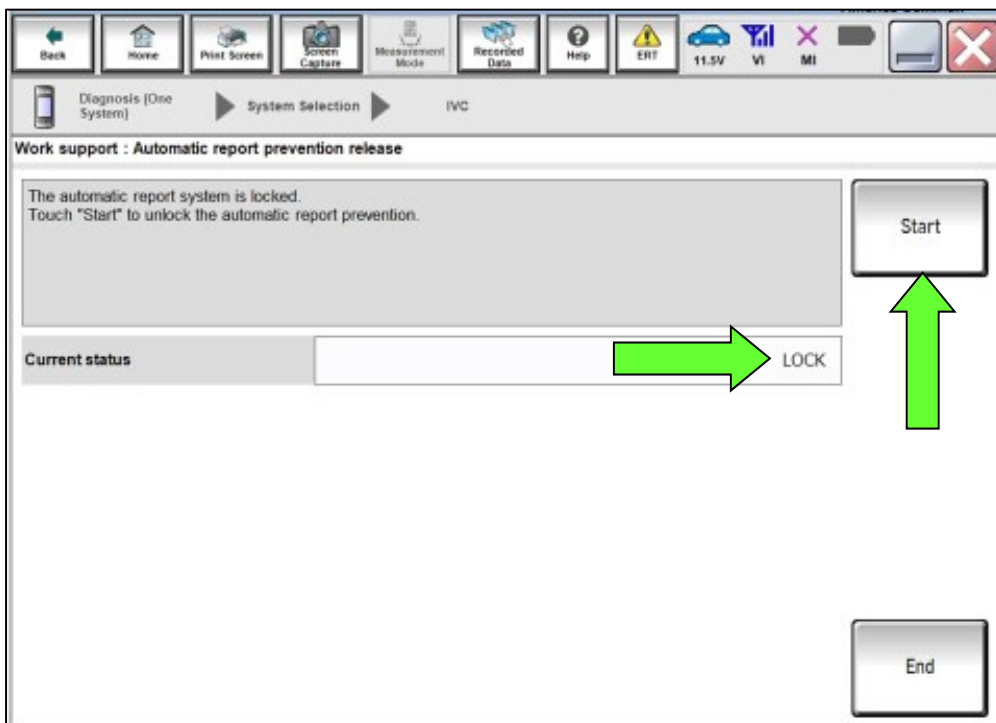 Back
Home
Print Screen
Screen Capture
Measurement Mode
Recorded Data
Help
ERT
11.5V
VI
MI
Diagnosis (One System)
System Selection
IVC
Work support : Automatic report prevention release
The automatic report system is locked.
Touch "Start" to unlock the automatic report prevention.
Start
Current status
LOCK
End